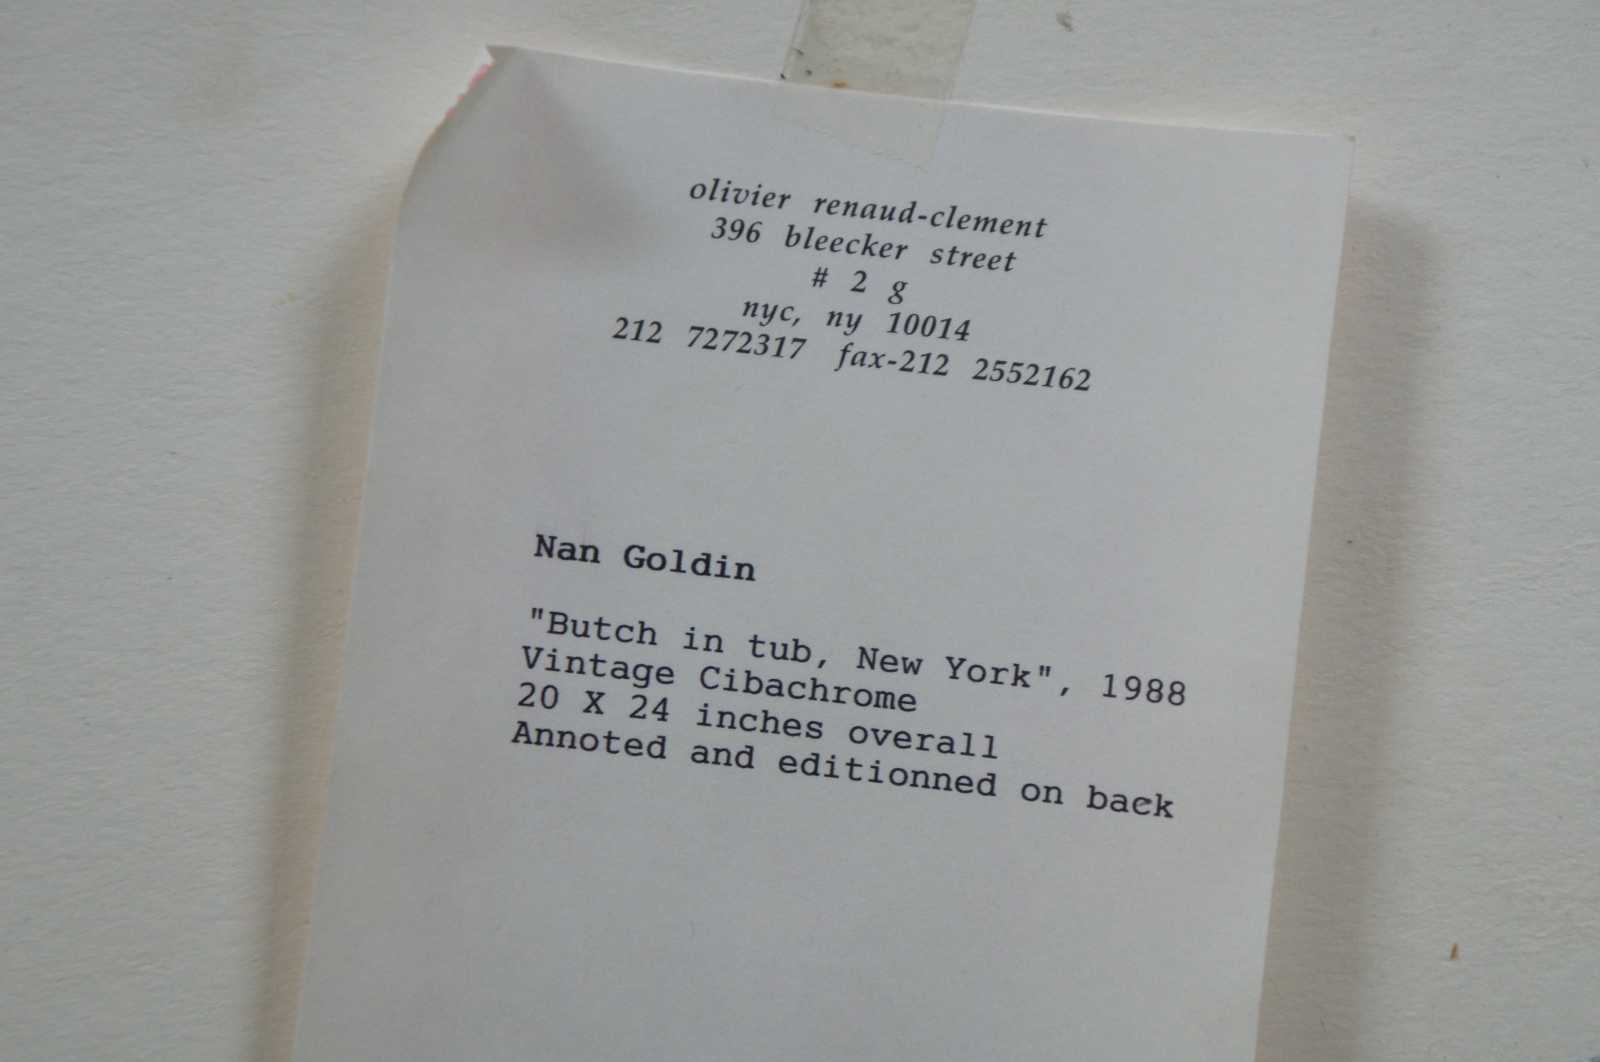 olivier renaud-clement
396 bleecker street
# 2 g
nyc, ny 10014
212 7272317 fax-212 2552162
Nan Goldin
"Butch in tub, New York", 1988
Vintage Cibachrome
20 X 24 inches overall
Annoted and editionned on back